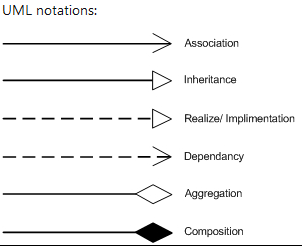 UML notations:
Association
Inheritance
Realize/ Implimentation
Dependancy
Aggregation
Composition